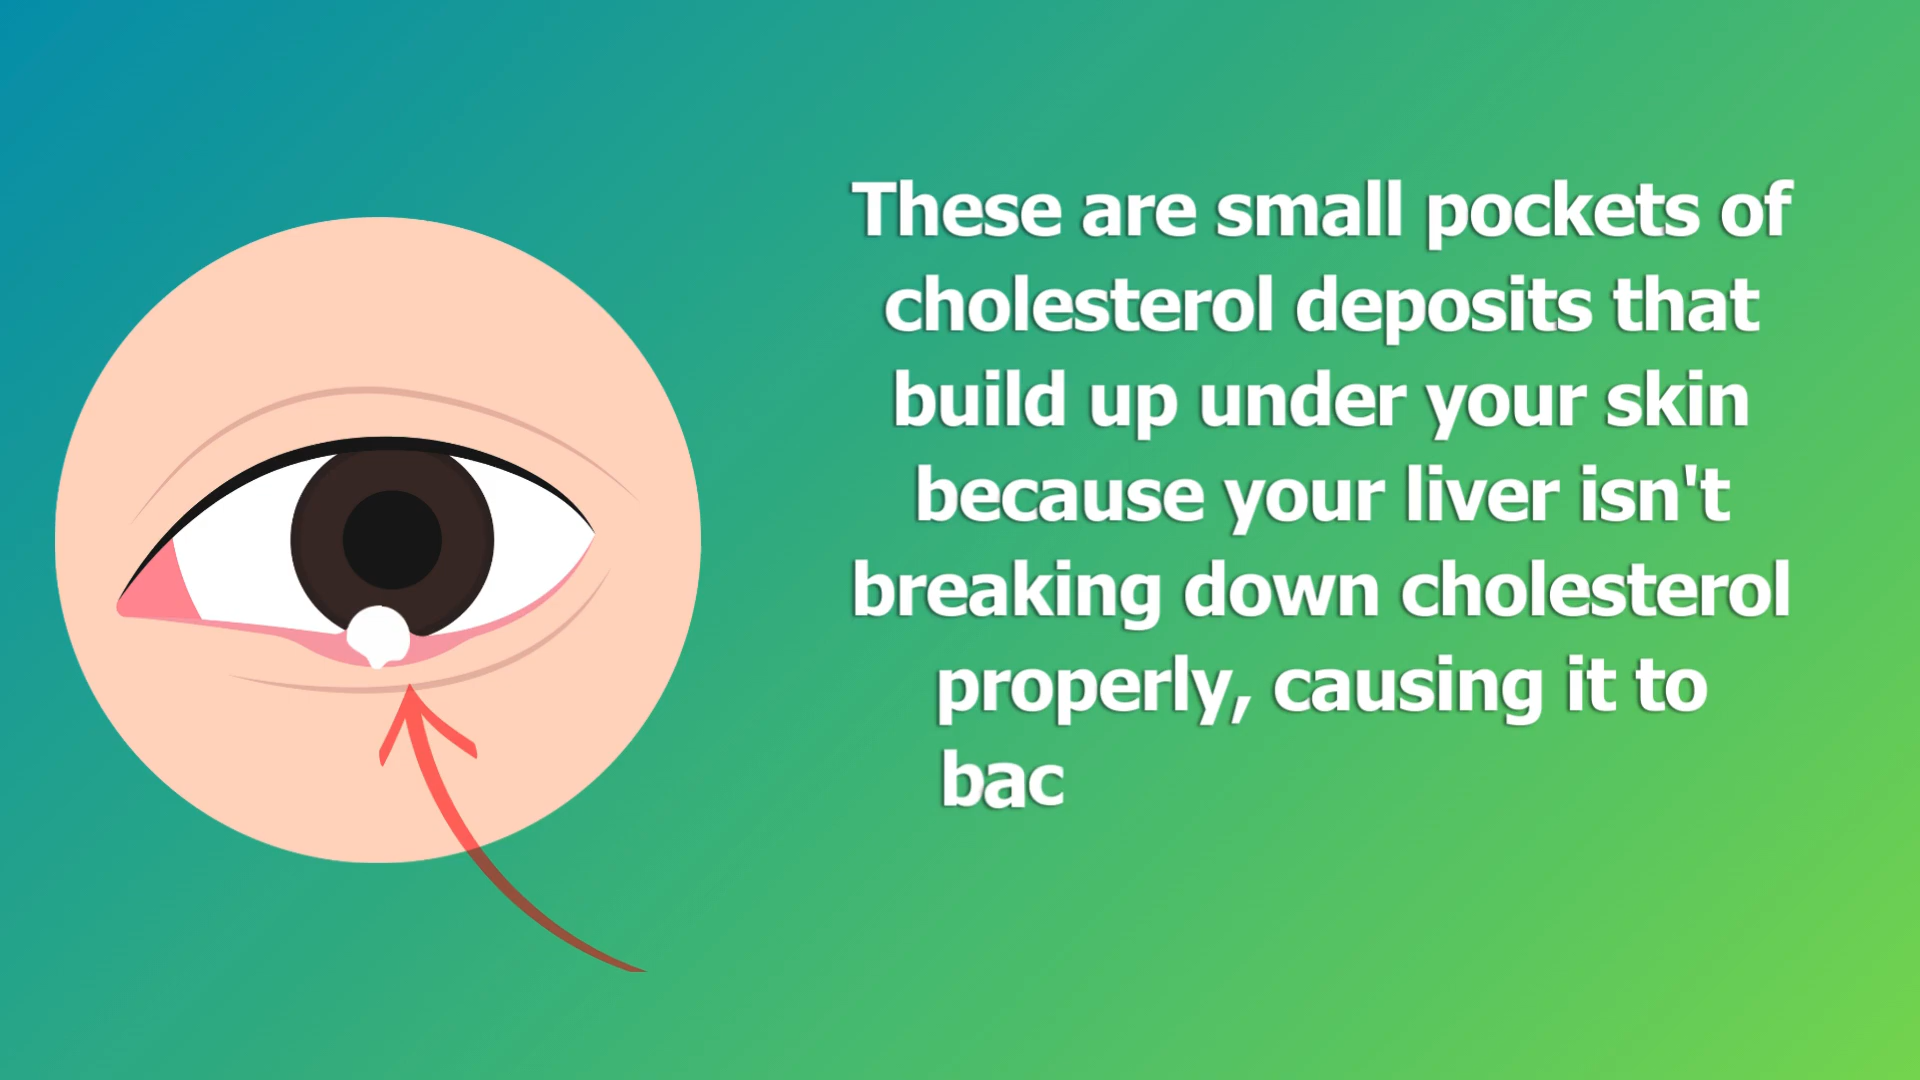 These are small pockets of
cholesterol deposits that
build up under your skin
because your liver isn't
breaking down cholesterol
properly, causing it to
bac